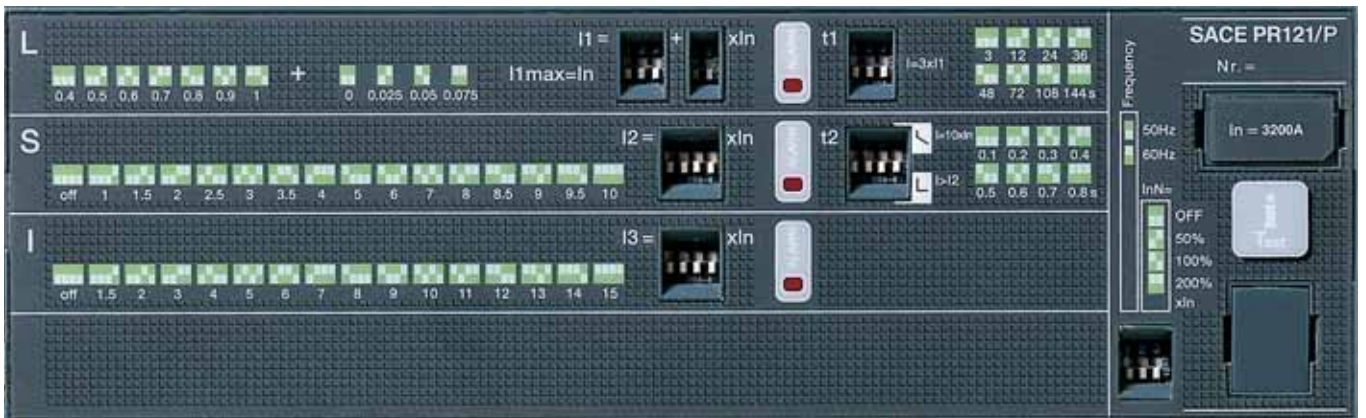 L
I1 = + xIn
I1max=In
0.4 0.5 0.6 0.7 0.8 0.9 1 + 0 0.025 0.05 0.075
ALARM
t1
I=3xI1
3 12 24 36
48 72 108 144 s
S
I2= xIn
off 1 1.5 2 2.5 3 3.5 4 5 6 7 8 8.5 9 9.5 10
ALARM
t2
I=10xIn
I>I2
0.1 0.2 0.3 0.4
0.5 0.6 0.7 0.8s
I
I3= xIn
off 1.5 2 3 4 5 6 7 8 9 10 11 12 13 14 15
ALARM
Frequency
50Hz
60Hz
InN=
OFF
50%
100%
200%
xIn
SACE PR121/P
Nr. =
In = 3200A
Test